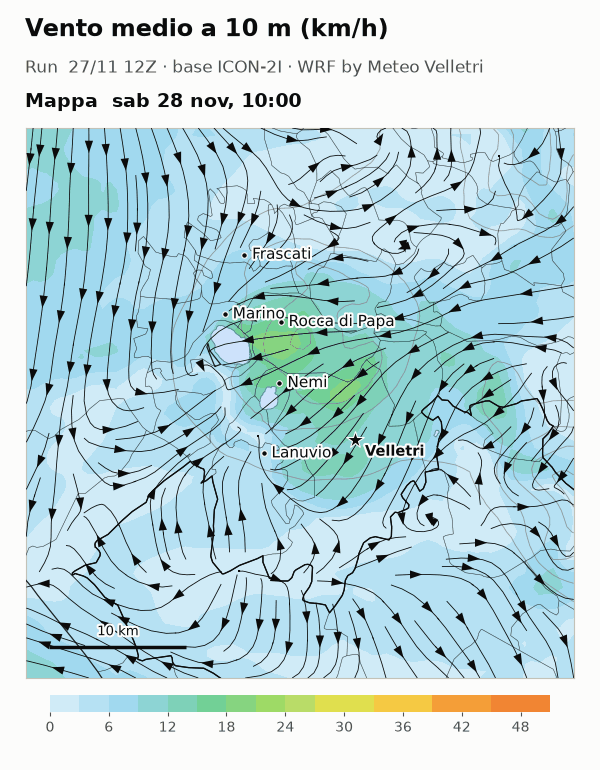 Vento medio a 10 m (km/h)
Run  27/11 12Z · base ICON-2I · WRF by Meteo Velletri
Mappa  sab 28 nov, 10:00
Frascati
Marino
Rocca di Papa
Nemi
Lanuvio
Velletri
10 km
0 6 12 18 24 30 36 42 48